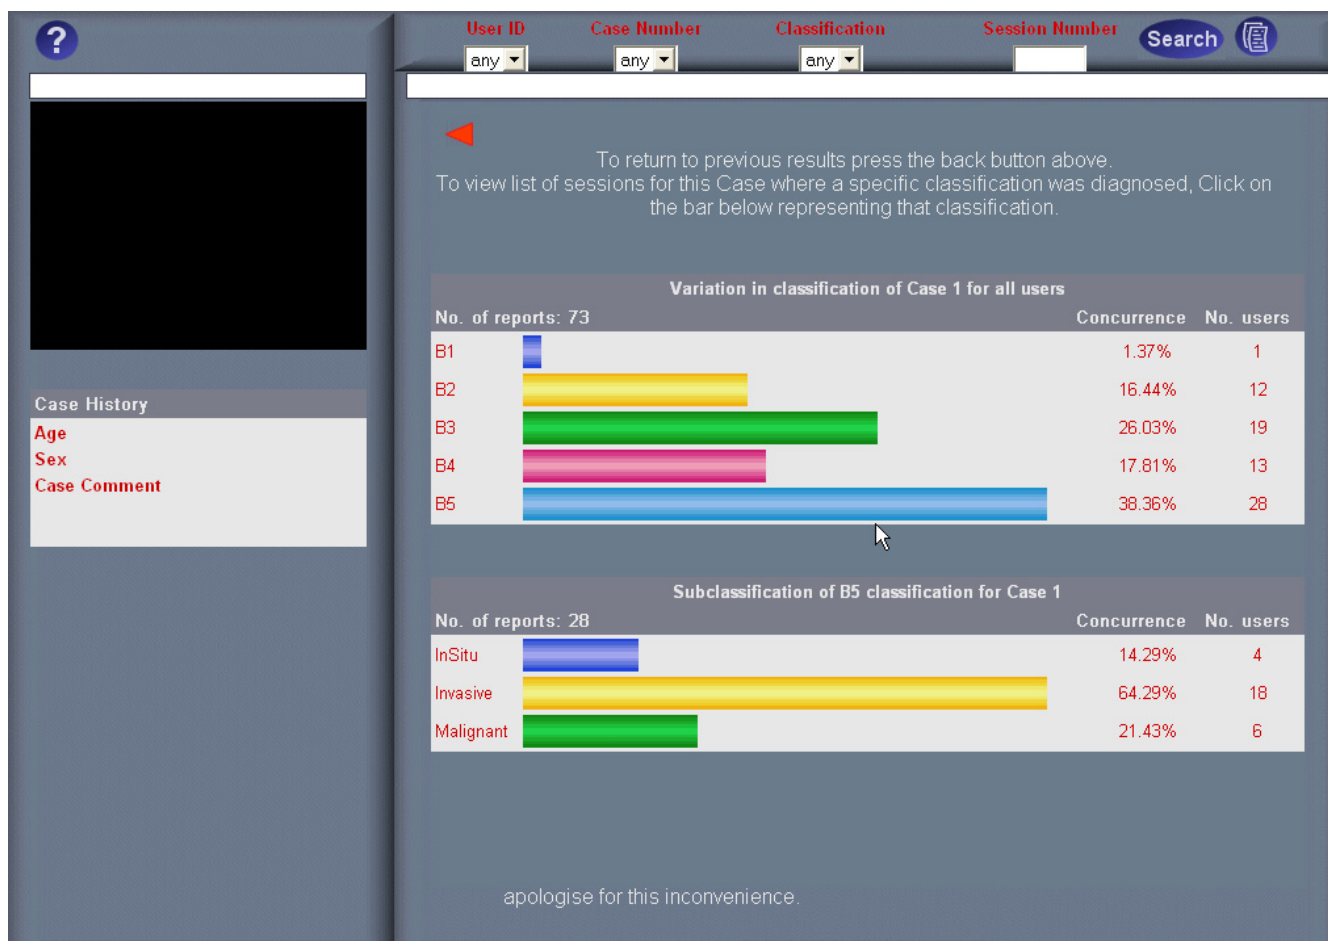 ?
User ID Case Number Classification Session Number
any any any Search
To return to previous results press the back button above.
To view list of sessions for this Case where a specific classification was diagnosed, Click on
the bar below representing that classification.
Variation in classification of Case 1 for all users
No. of reports: 73 Concurrence No. users
B1 1.37% 1
B2 16.44% 12
B3 26.03% 19
B4 17.81% 13
B5 38.36% 28
Case History
Age
Sex
Case Comment
Subclassification of B5 classification for Case 1
No. of reports: 28 Concurrence No. users
InSitu 14.29% 4
Invasive 64.29% 18
Malignant 21.43% 6
apologise for this inconvenience.